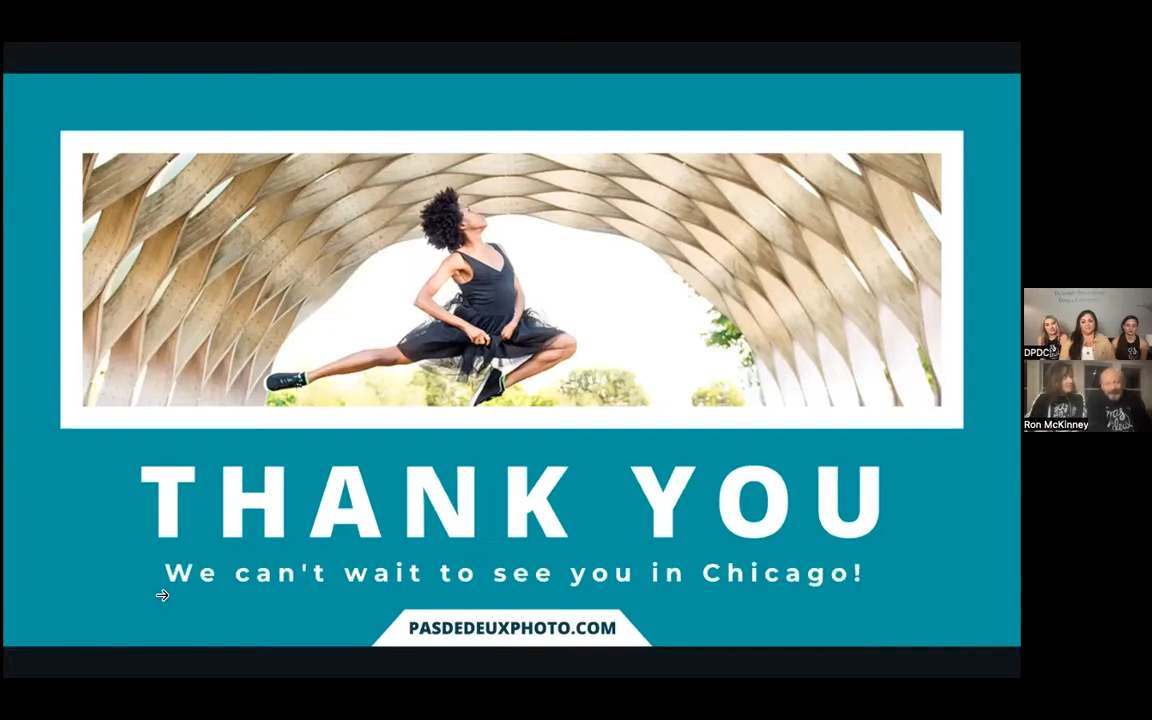 THANK YOU
We can't wait to see you in Chicago!
PASDEDEUXPHOTO.COM
DPDC
Ron McKinney